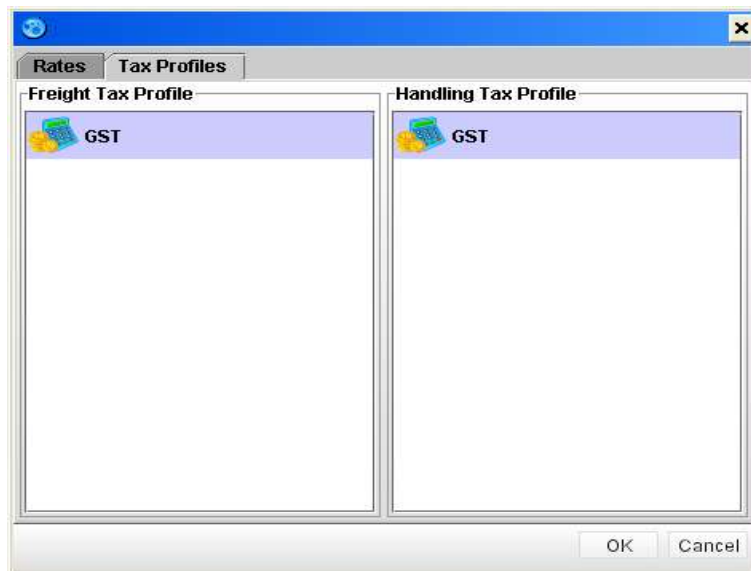 Rates Tax Profiles
Freight Tax Profile
Handling Tax Profile
GST
GST
OK Cancel